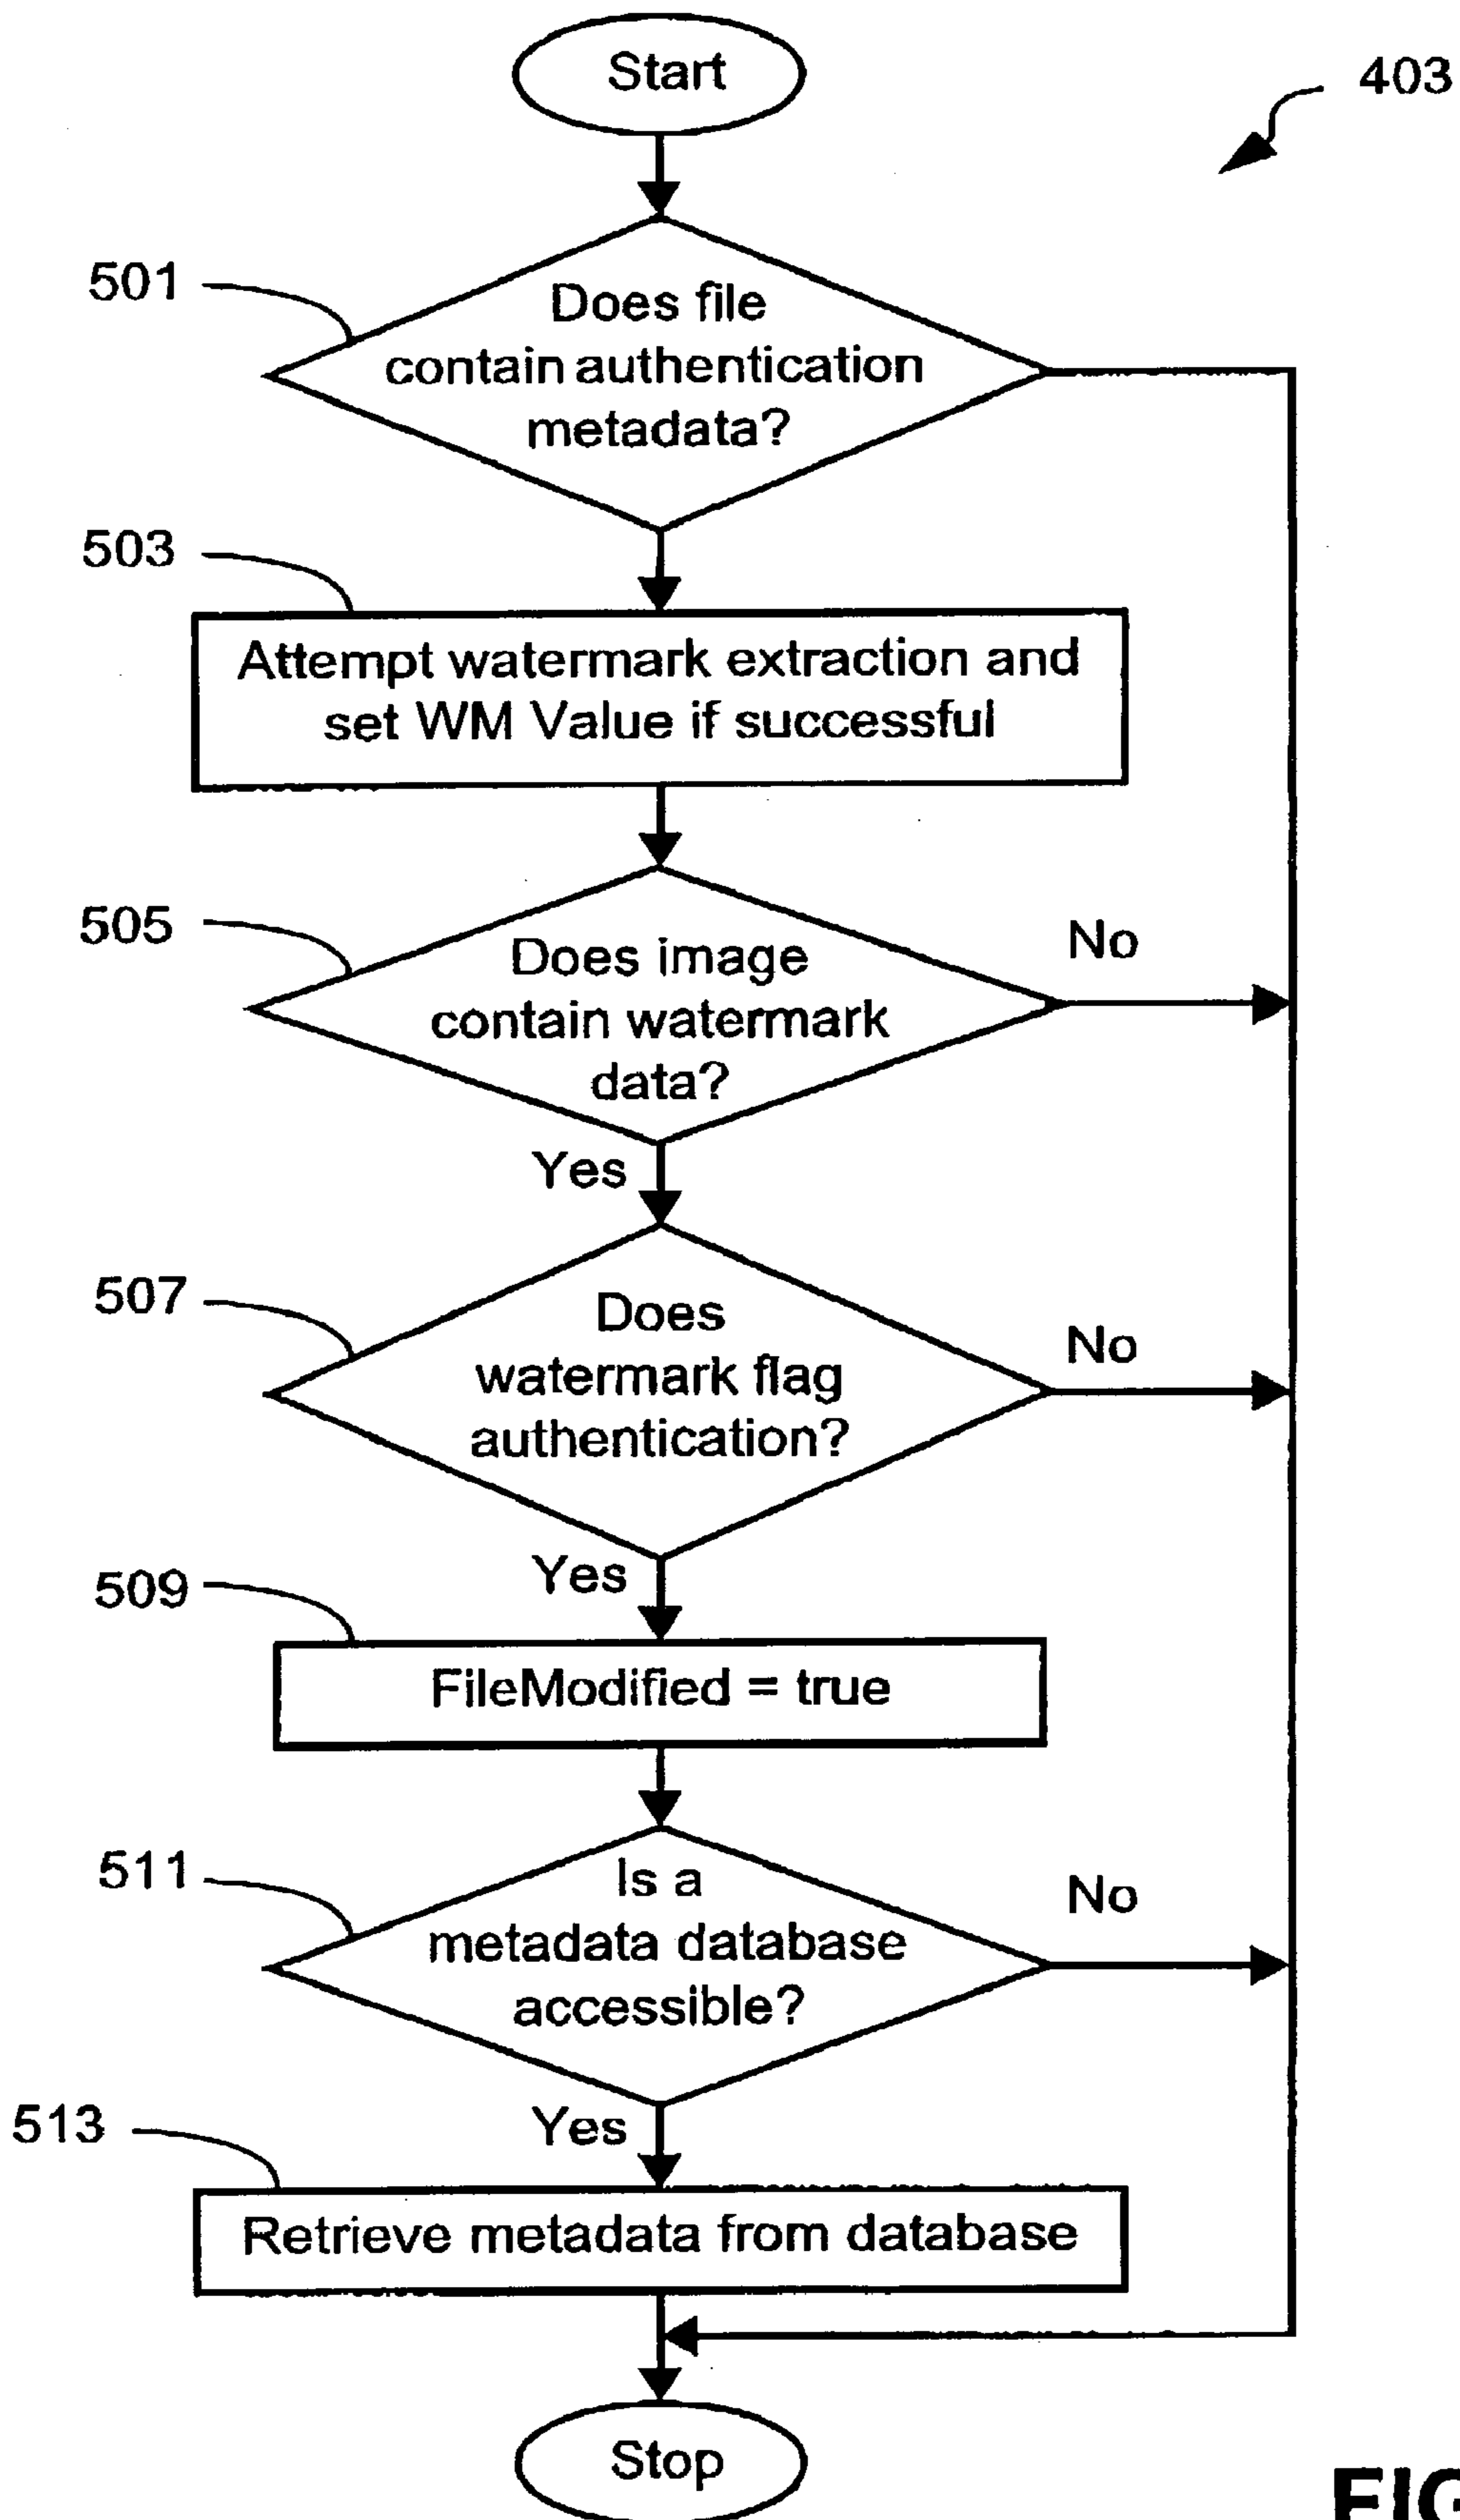 Start
403
501
Does file
contain authentication
metadata?
503
Attempt watermark extraction and
set WM Value if successful
505
Does image
contain watermark
data?
No
Yes
507
Does
watermark flag
authentication?
No
Yes
509
FileModified = true
511
Is a
metadata database
accessible?
No
Yes
513
Retrieve metadata from database
Stop